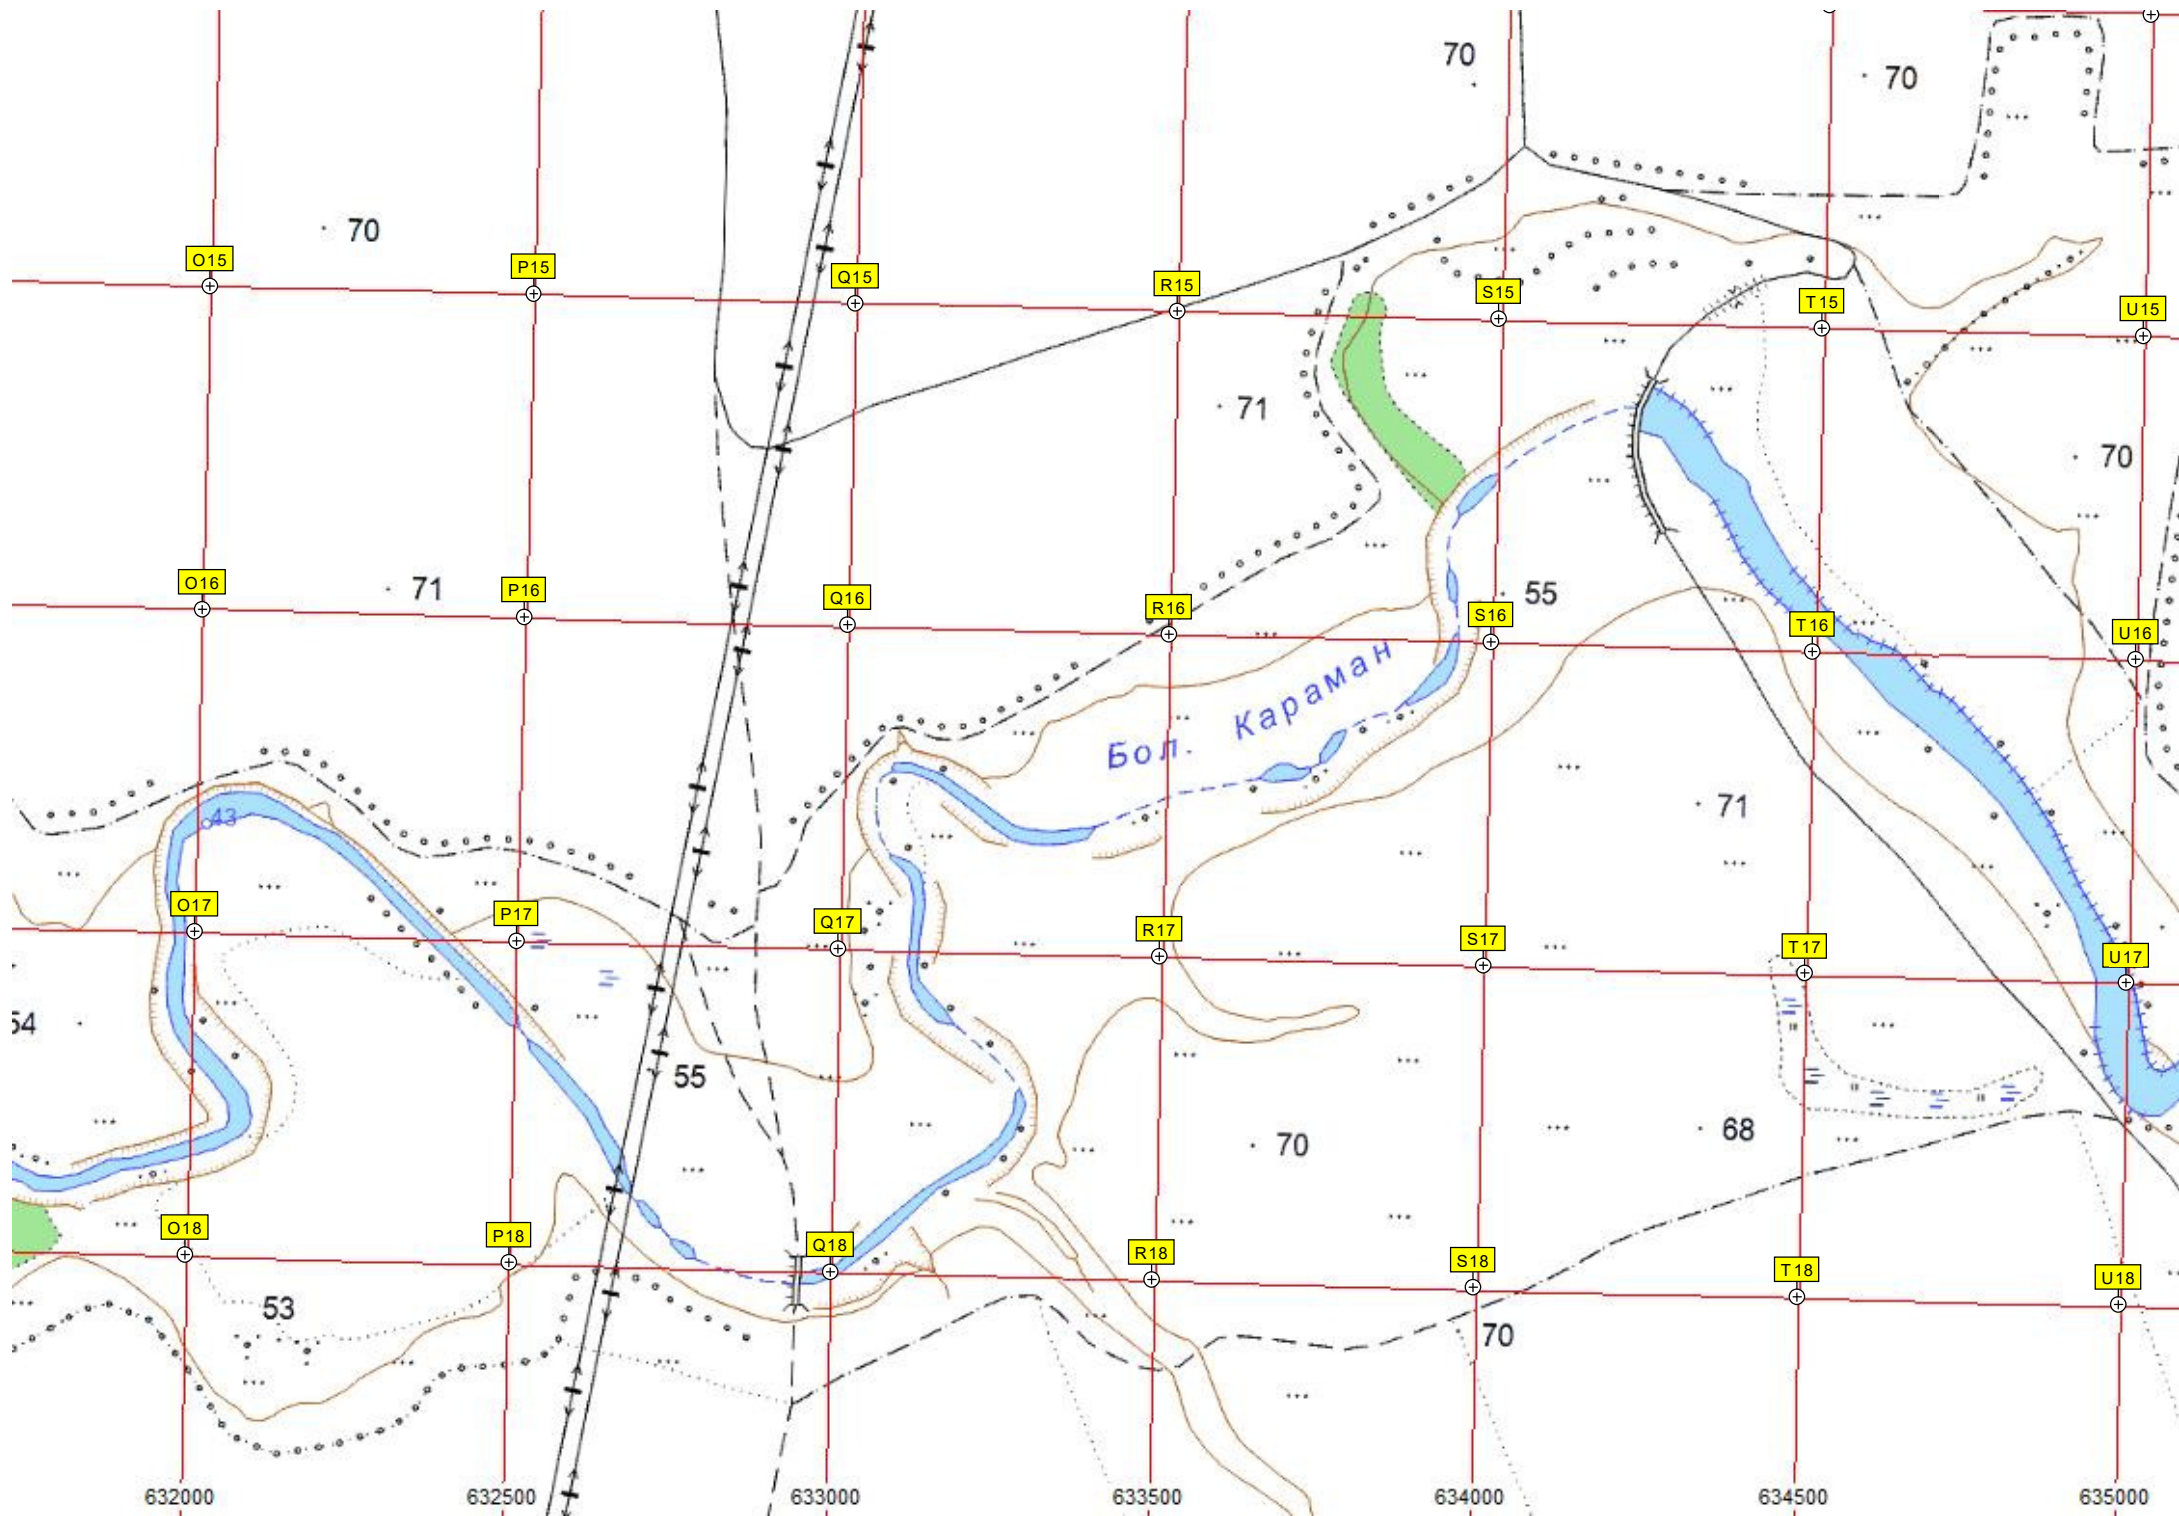 70
70
70
O15
P15
Q15
R15
S15
T15
U15
71
70
71
55
O16
P16
Q16
R16
S16
T16
U16
Бол. Караман
43
71
O17
P17
Q17
R17
S17
T17
U17
54
55
70
68
O18
P18
Q18
R18
S18
T18
U18
53
70
632000 632500 633000 633500 634000 634500 635000